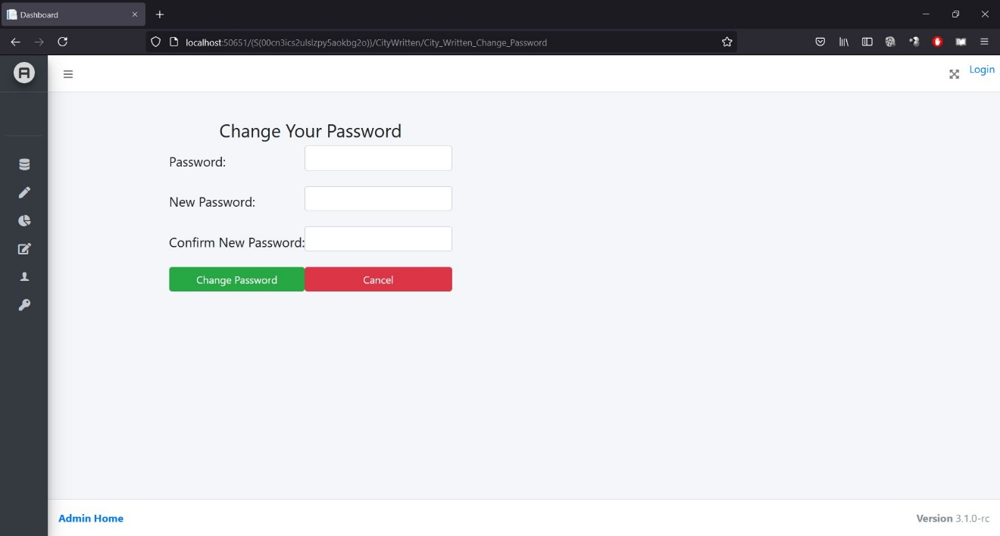 Dashboard
localhost:50651/(S(00cn3ics2ulslzpy5aokbg2o))/CityWritten/City_Written_Change_Password
Login
Change Your Password
Password:
New Password:
Confirm New Password:
Change Password Cancel
Admin Home
Version 3.1.0-rc